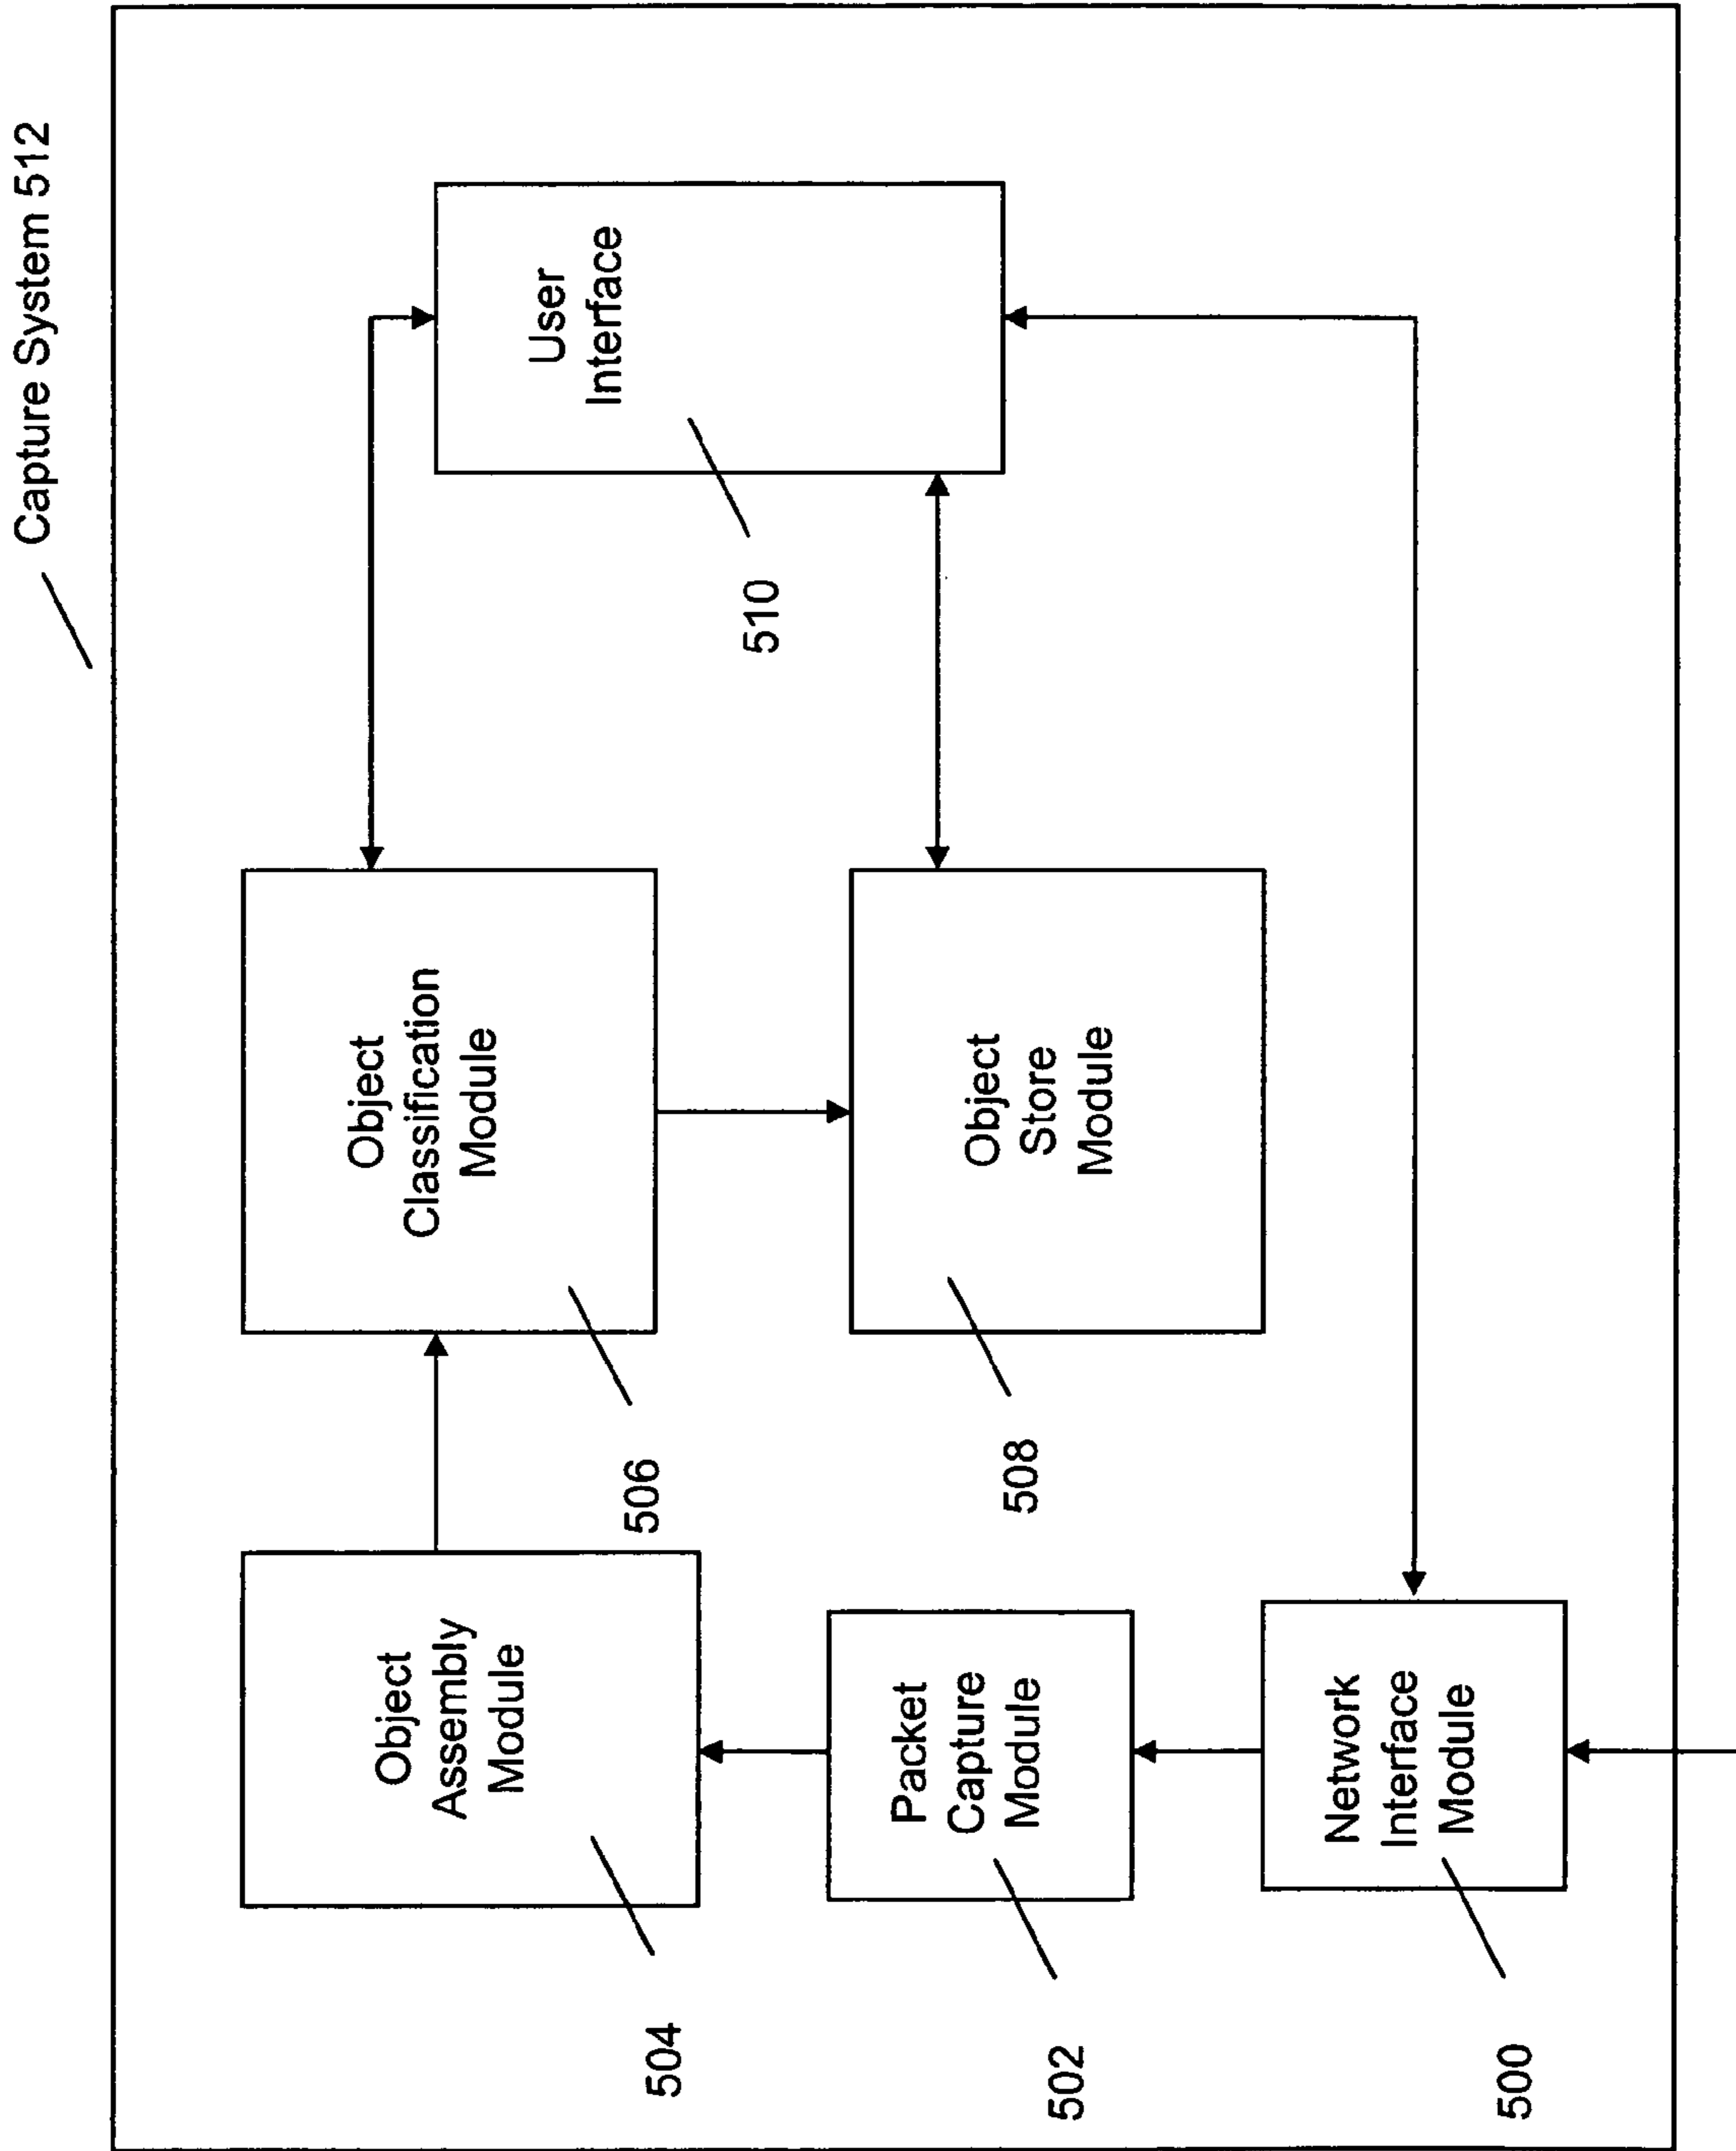 Capture System 512
Object
Assembly
Module
504
Object
Classification
Module
506
User
Interface
510
Packet
Capture
Module
502
Object
Store
Module
508
Network
Interface
Module
500